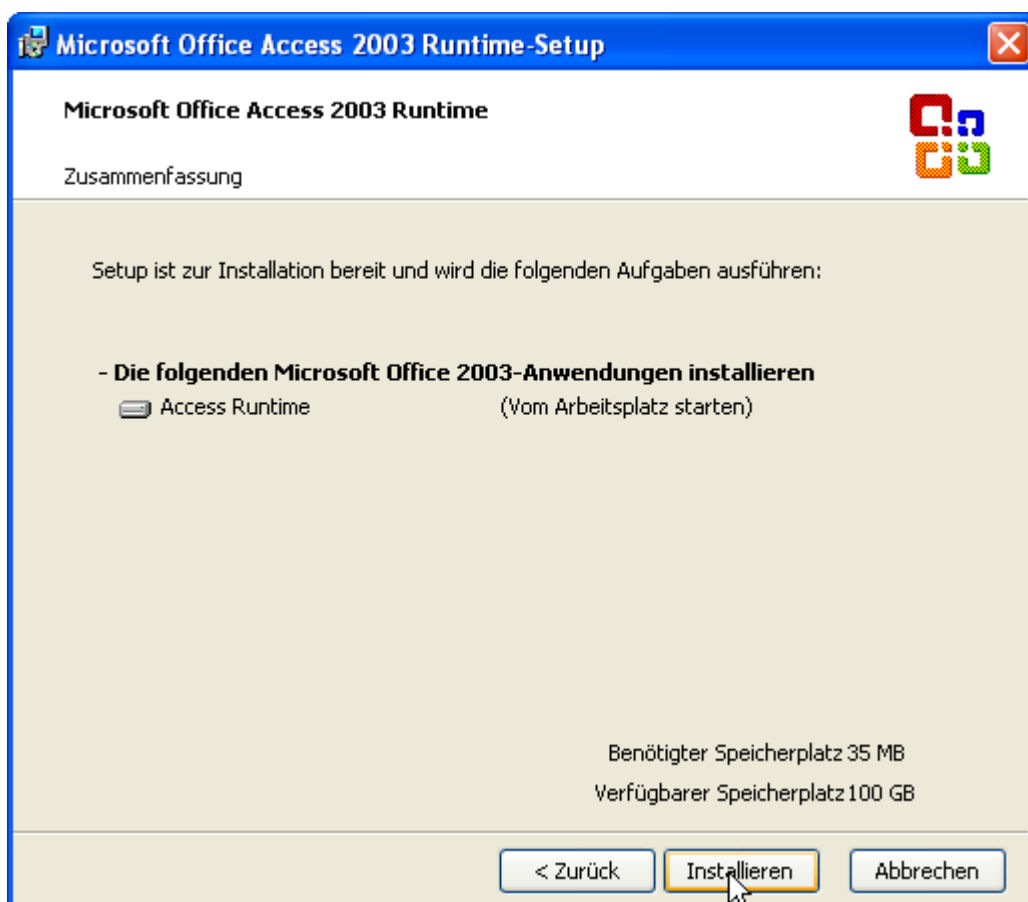 Microsoft Office Access 2003 Runtime-Setup
Microsoft Office Access 2003 Runtime
Zusammenfassung
Setup ist zur Installation bereit und wird die folgenden Aufgaben ausführen:
- Die folgenden Microsoft Office 2003-Anwendungen installieren
Access Runtime (Vom Arbeitsplatz starten)
Benötigter Speicherplatz 35 MB
Verfügbarer Speicherplatz 100 GB
< Zurück Installieren Abbrechen